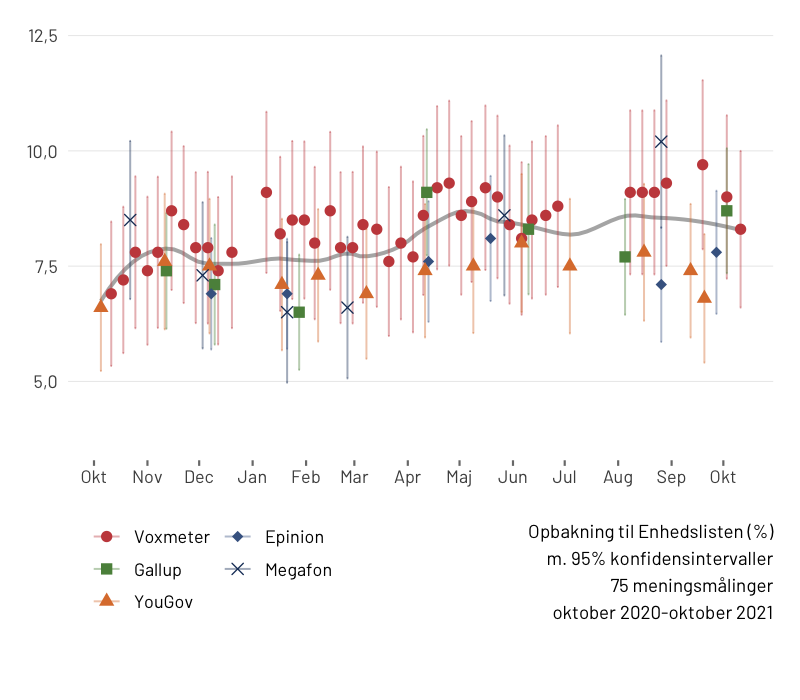 12,5
10,0
7,5
5,0
Okt Nov Dec Jan Feb Mar Apr Maj Jun Jul Aug Sep Okt
Voxmeter Epinion
Gallup Megafon
YouGov
Opbakning til Enhedslisten (%)
m. 95% konfidensintervaller
75 meningsmålinger
oktober 2020-oktober 2021